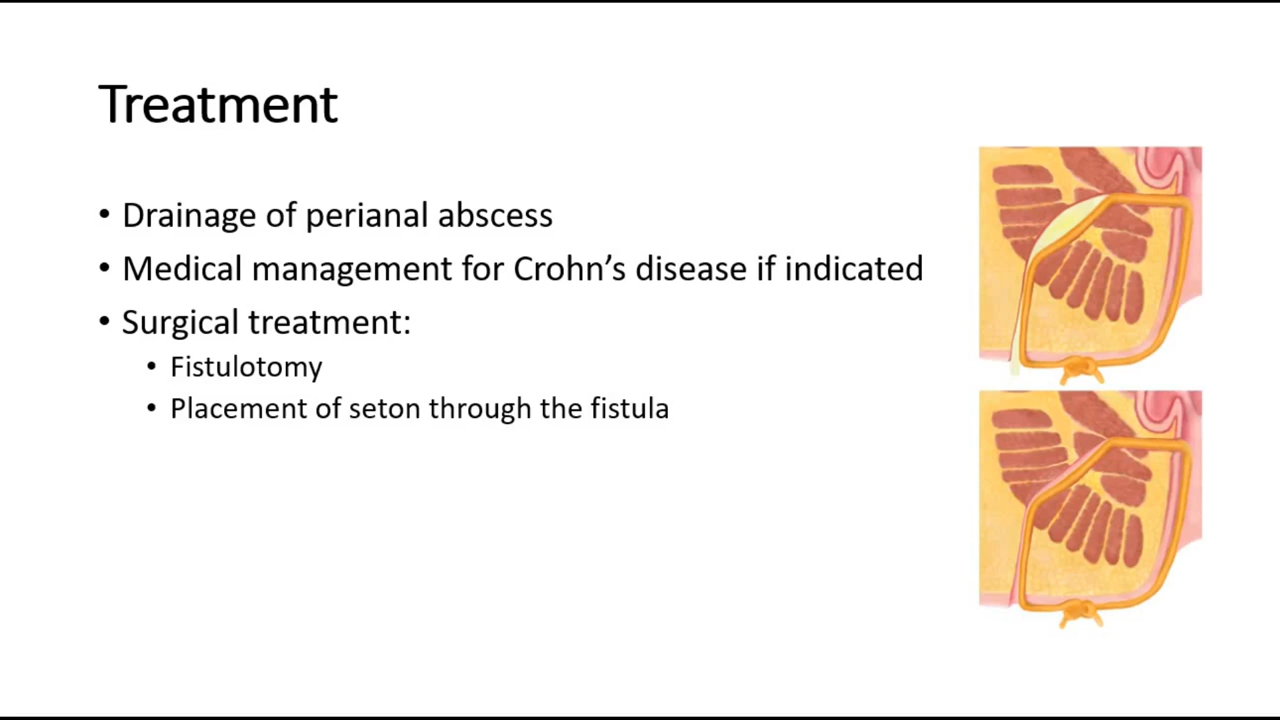 Treatment
• Drainage of perianal abscess
• Medical management for Crohn’s disease if indicated
• Surgical treatment:
• Fistulotomy
• Placement of seton through the fistula